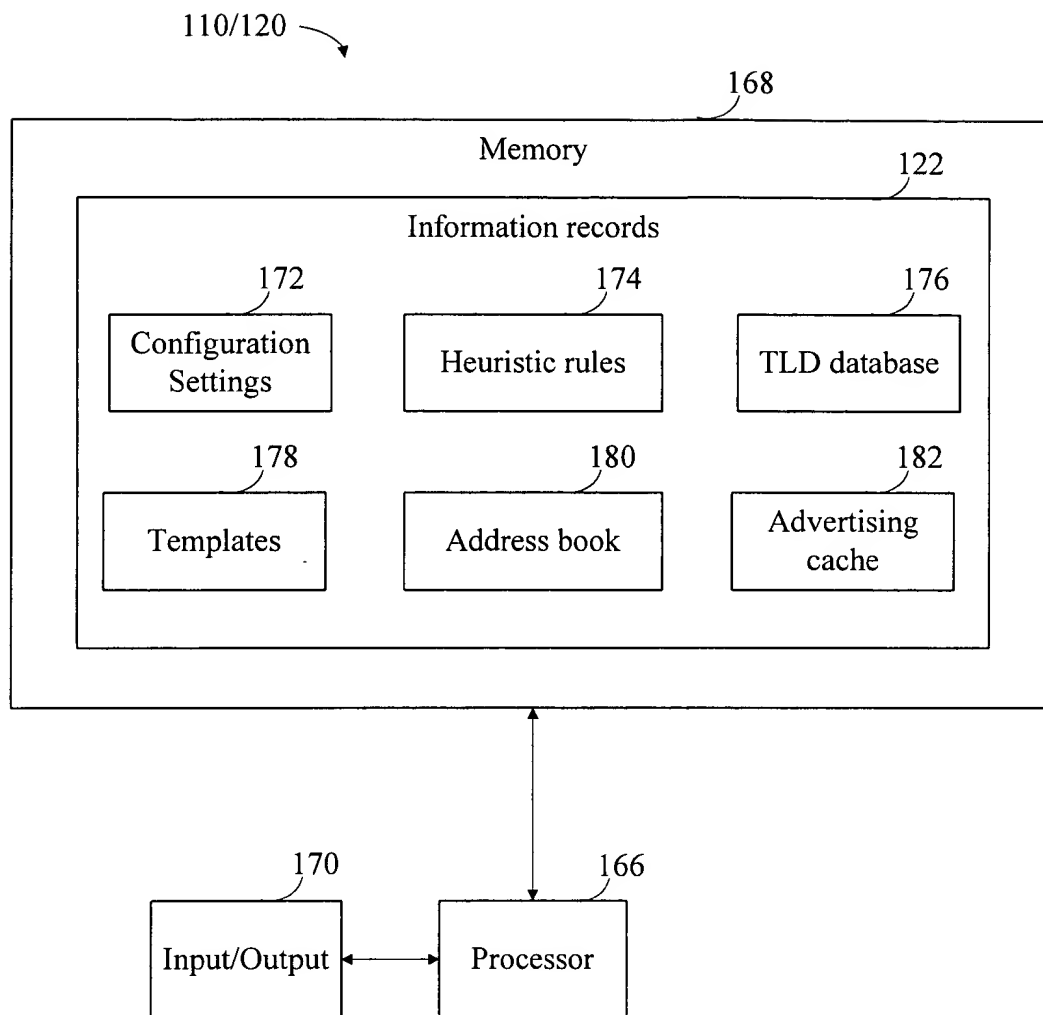 110/120
168
Memory
122
Information records
172
174
176
Configuration
Settings
Heuristic rules
TLD database
178
180
182
Templates
Address book
Advertising
cache
170
166
Input/Output
Processor